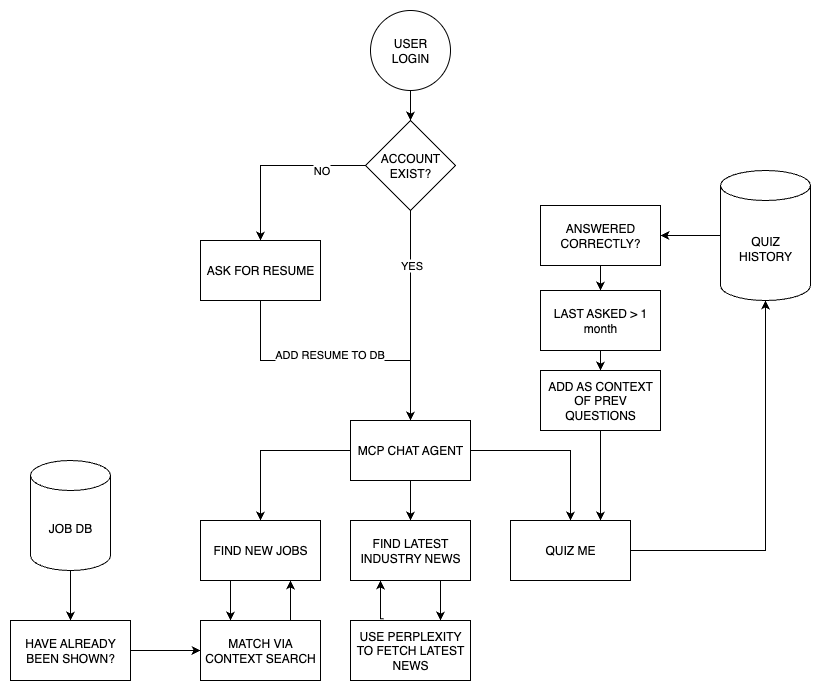 USER
LOGIN
ACCOUNT
EXIST?
NO
ASK FOR RESUME
YES
ADD RESUME TO DB
ANSWERED
CORRECTLY?
QUIZ
HISTORY
LAST ASKED > 1
month
ADD AS CONTEXT
OF PREV
QUESTIONS
MCP CHAT AGENT
JOB DB
FIND NEW JOBS
FIND LATEST
INDUSTRY NEWS
QUIZ ME
HAVE ALREADY
BEEN SHOWN?
MATCH VIA
CONTEXT SEARCH
USE PERPLEXITY
TO FETCH LATEST
NEWS